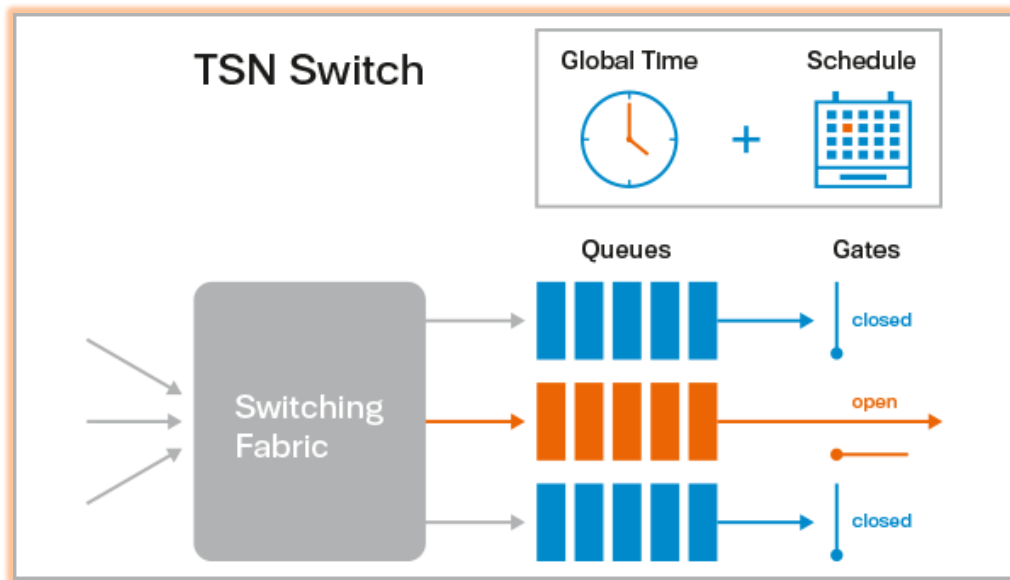 TSN Switch
Global Time
Schedule
Queues
Gates
closed
Switching
Fabric
open
closed